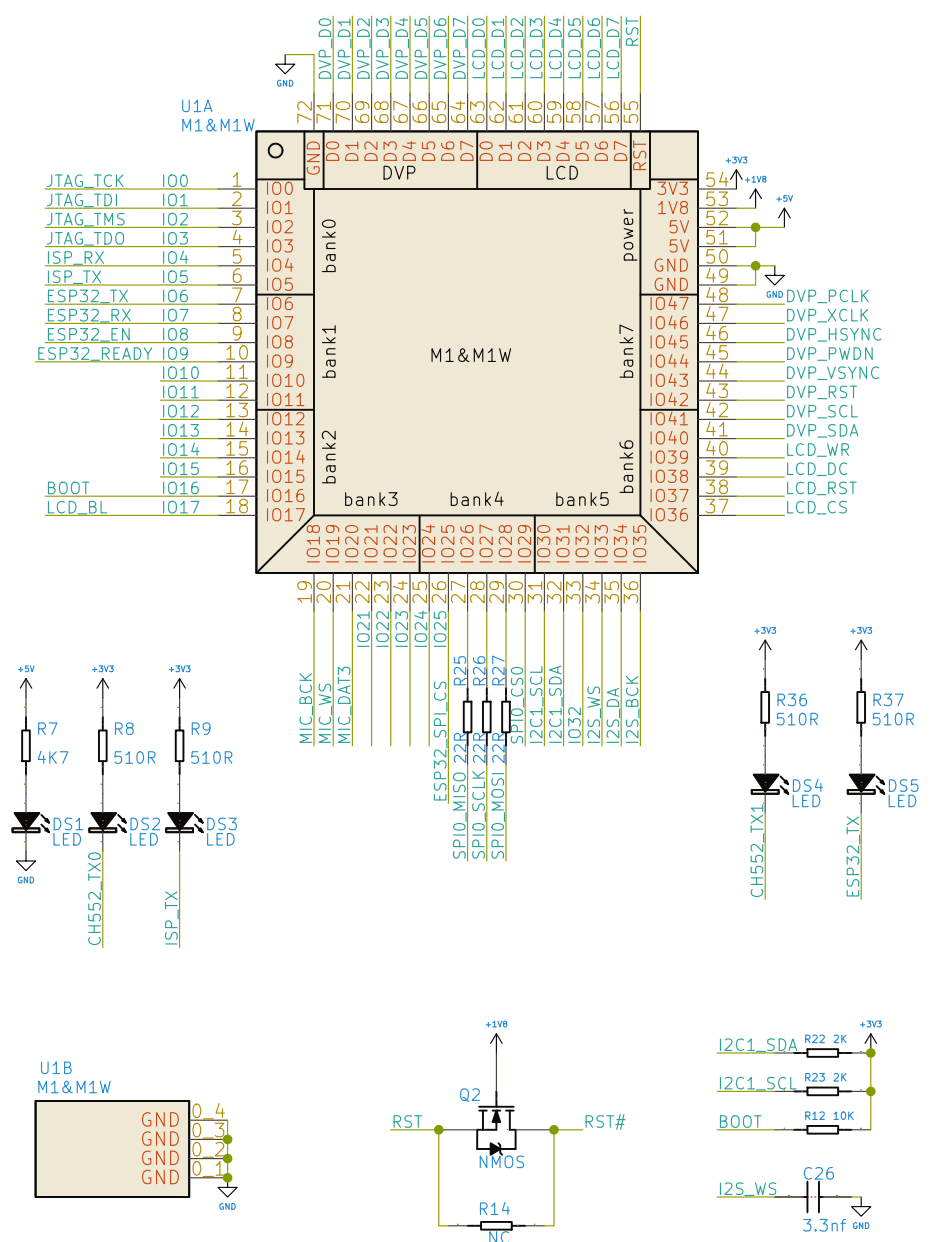 DVP_D0
DVP_D1
DVP_D2
DVP_D3
DVP_D4
DVP_D5
DVP_D6
DVP_D7
LCD_D0
LCD_D1
LCD_D2
LCD_D3
LCD_D4
LCD_D5
LCD_D6
LCD_D7
RST
GND
U1A
M1&M1W
72
71
70
69
68
67
66
65
64
63
62
61
60
59
58
57
56
55
GND
D0
D1
D2
D3
D4
D5
D6
D7
D0
D1
D2
D3
D4
D5
D6
D7
RST
DVP
LCD
JTAG_TCK IO0 1 IO0
JTAG_TDI IO1 2 IO1
JTAG_TMS IO2 3 IO2
JTAG_TDO IO3 4 IO3
ISP_RX IO4 5 IO4
ISP_TX IO5 6 IO5
ESP32_TX IO6 7 IO6
ESP32_RX IO7 8 IO7
ESP32_EN IO8 9 IO8
ESP32_READY IO9 10 IO9
IO10 11 IO10
IO11 12 IO11
IO12 13 IO12
IO13 14 IO13
IO14 15 IO14
IO15 16 IO15
BOOT IO16 17 IO16
LCD_BL IO17 18 IO17
bank0
bank1
bank2
M1&M1W
power
bank7
bank6
bank3
bank4
bank5
3V3 54 +3V3
1V8 53 +1V8
5V 52 +5V
5V 51
GND 50
GND 49 GND
IO47 48 DVP_PCLK
IO46 47 DVP_XCLK
IO45 46 DVP_HSYNC
IO44 45 DVP_PWDN
IO43 44 DVP_VSYNC
IO42 43 DVP_RST
IO41 42 DVP_SCL
IO40 41 DVP_SDA
IO39 40 LCD_WR
IO38 39 LCD_DC
IO37 38 LCD_RST
IO36 37 LCD_CS
IO18
IO19
IO20
IO21
IO22
IO23
IO24
IO25
IO26
IO27
IO28
IO29
IO30
IO31
IO32
IO33
IO34
IO35
19
20
21
22
23
24
25
26
27
28
29
30
31
32
33
34
35
36
MIC_BCK
MIC_WS
MIC_DAT3
IO21
IO22
IO23
IO24
IO25
ESP32_SPI_CS
R25
22R
SPI0_MISO
R26
22R
SPI0_SCLK
R27
22R
SPI0_MOSI
SPI0_CS0
I2C1_SCL
I2C1_SDA
IO32
I2S_WS
I2S_DA
I2S_BCK
+5V
R7
4K7
DS1
LED
GND
+3V3
R8
510R
DS2
LED
CH552_TX0
+3V3
R9
510R
DS3
LED
ISP_TX
+3V3
R36
510R
DS4
LED
CH552_TX1
+3V3
R37
510R
DS5
LED
ESP32_TX
U1B
M1&M1W
GND 0_4
GND 0_3
GND 0_2
GND 0_1
GND
+1V8
Q2
RST
RST#
NMOS
R14
NC
+3V3
I2C1_SDA R22 2K
I2C1_SCL R23 2K
BOOT R12 10K
C26
I2S_WS
3.3nf
GND